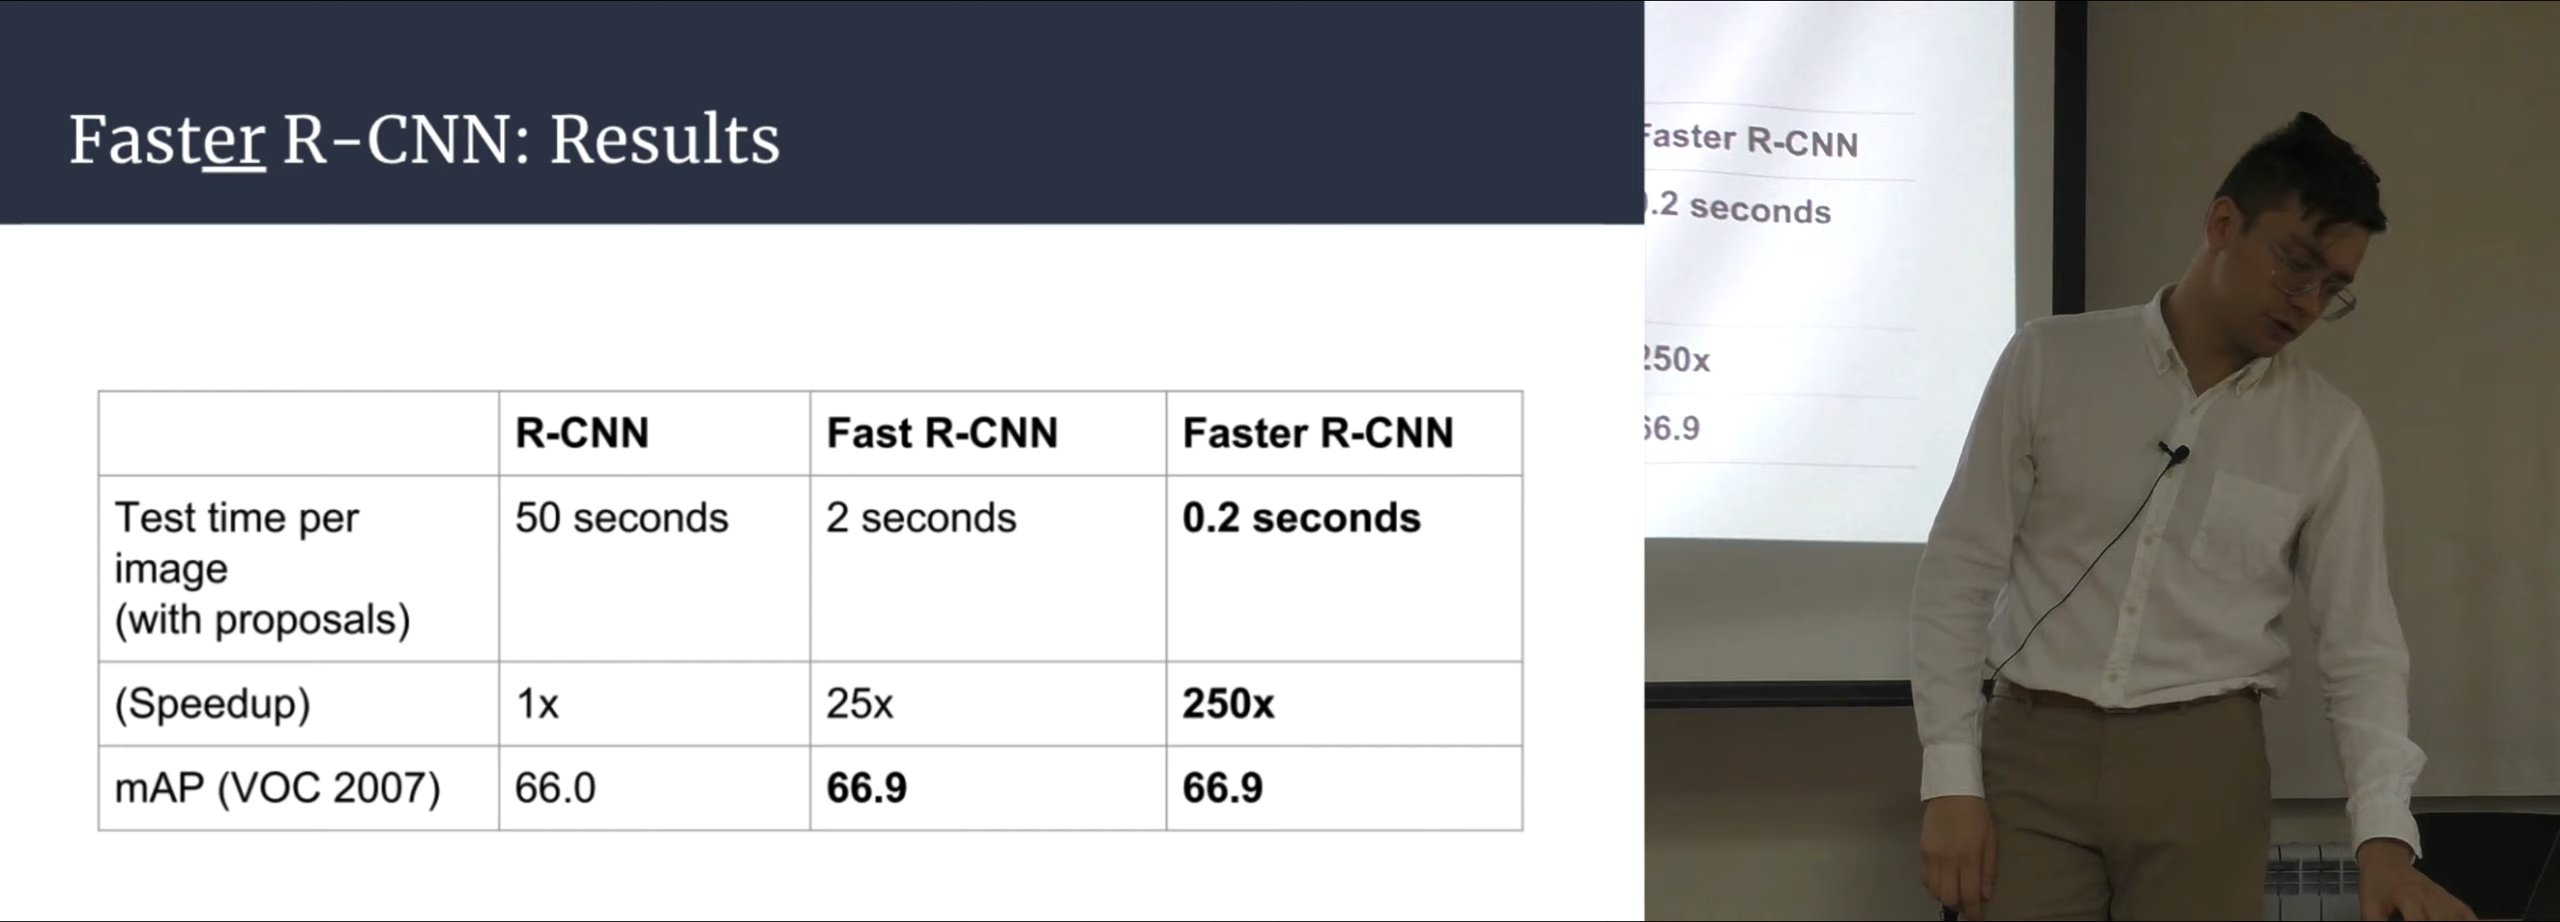 Faster R-CNN: Results
R-CNN Fast R-CNN Faster R-CNN
Test time per 50 seconds 2 seconds 0.2 seconds
image
(with proposals)
(Speedup) 1x 25x 250x
mAP (VOC 2007) 66.0 66.9 66.9
Faster R-CNN
.2 seconds
250x
66.9